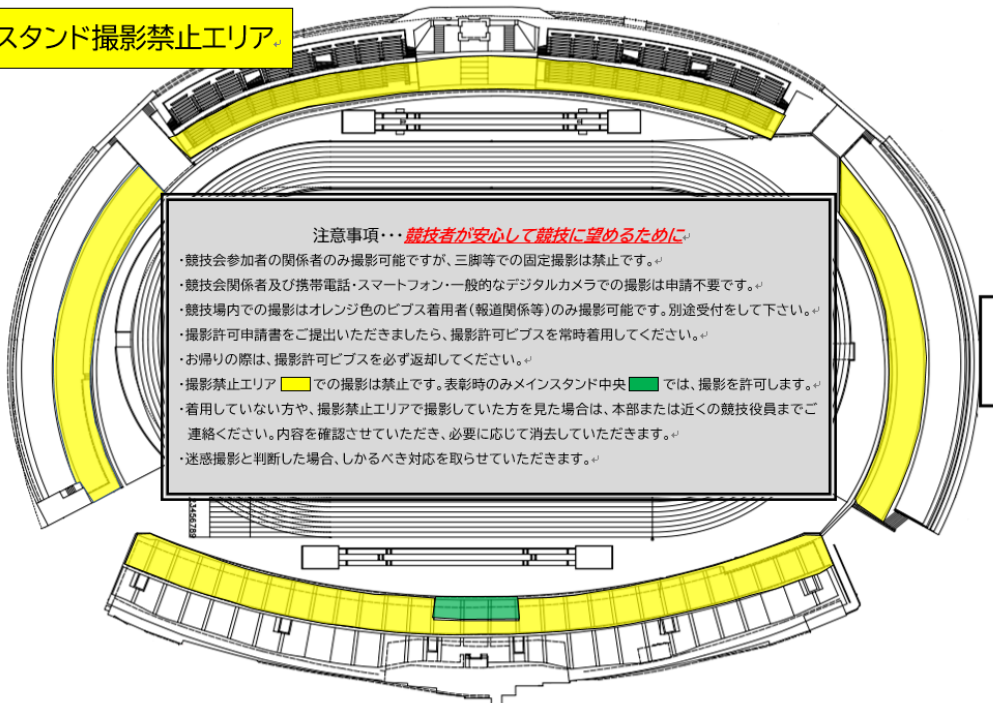 スタンド撮影禁止エリア
注意事項・・・競技者が安心して競技に望めるために
・競技会参加者の関係者のみ撮影可能ですが、三脚等での固定撮影は禁止です。
・競技会関係者及び携帯電話・スマートフォン・一般的なデジタルカメラでの撮影は申請不要です。
・競技場内での撮影はオレンジ色のビブス着用者(報道関係等)のみ撮影可能です。別途受付をして下さい。
・撮影許可申請書をご提出いただきましたら、撮影許可ビブスを常時着用してください。
・お帰りの際は、撮影許可ビブスを必ず返却してください。
・撮影禁止エリア での撮影は禁止です。表彰時のみメインスタンド中央 では、撮影を許可します。
・着用していない方や、撮影禁止エリアで撮影していた方を見た場合は、本部または近くの競技役員までご
連絡ください。内容を確認させていただき、必要に応じて消去していただきます。
・迷惑撮影と判断した場合、しかるべき対応を取らせていただきます。
23456789